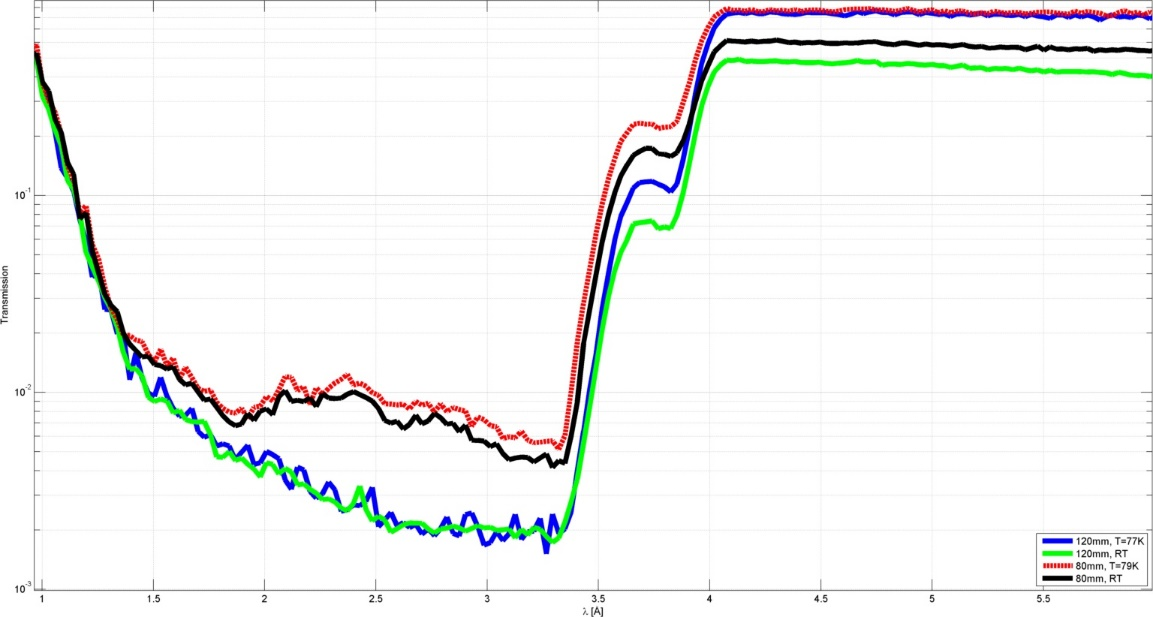 Transmission
10^-1
10^-2
10^-3
1 1.5 2 2.5 3 3.5 4 4.5 5 5.5
λ [A]
120mm, T=77K
120mm, RT
80mm, T=79K
80mm, RT